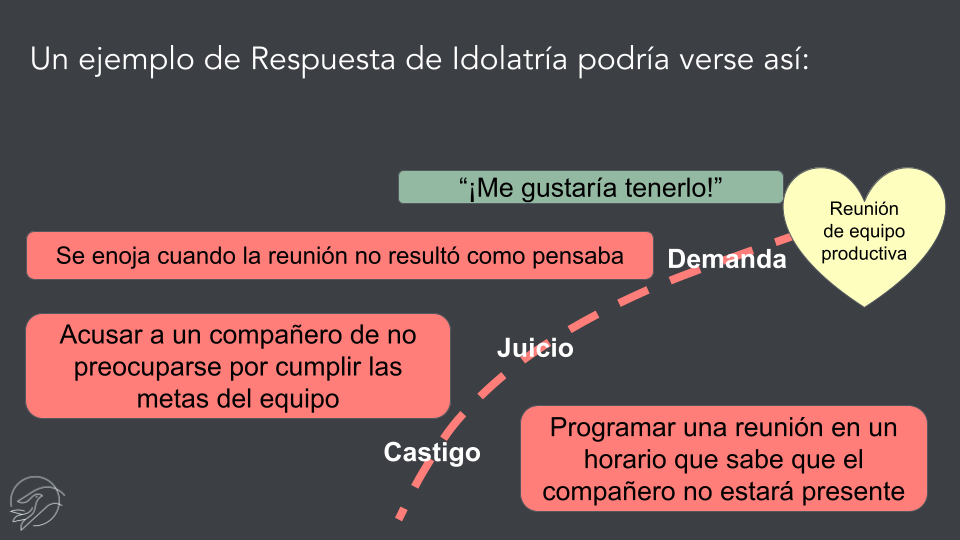 Un ejemplo de Respuesta de Idolatría podría verse así:
“¡Me gustaría tenerlo!”
Reunión
de equipo
productiva
Se enoja cuando la reunión no resultó como pensaba
Demanda
Acusar a un compañero de no
preocuparse por cumplir las
metas del equipo
Juicio
Castigo
Programar una reunión en un
horario que sabe que el
compañero no estará presente